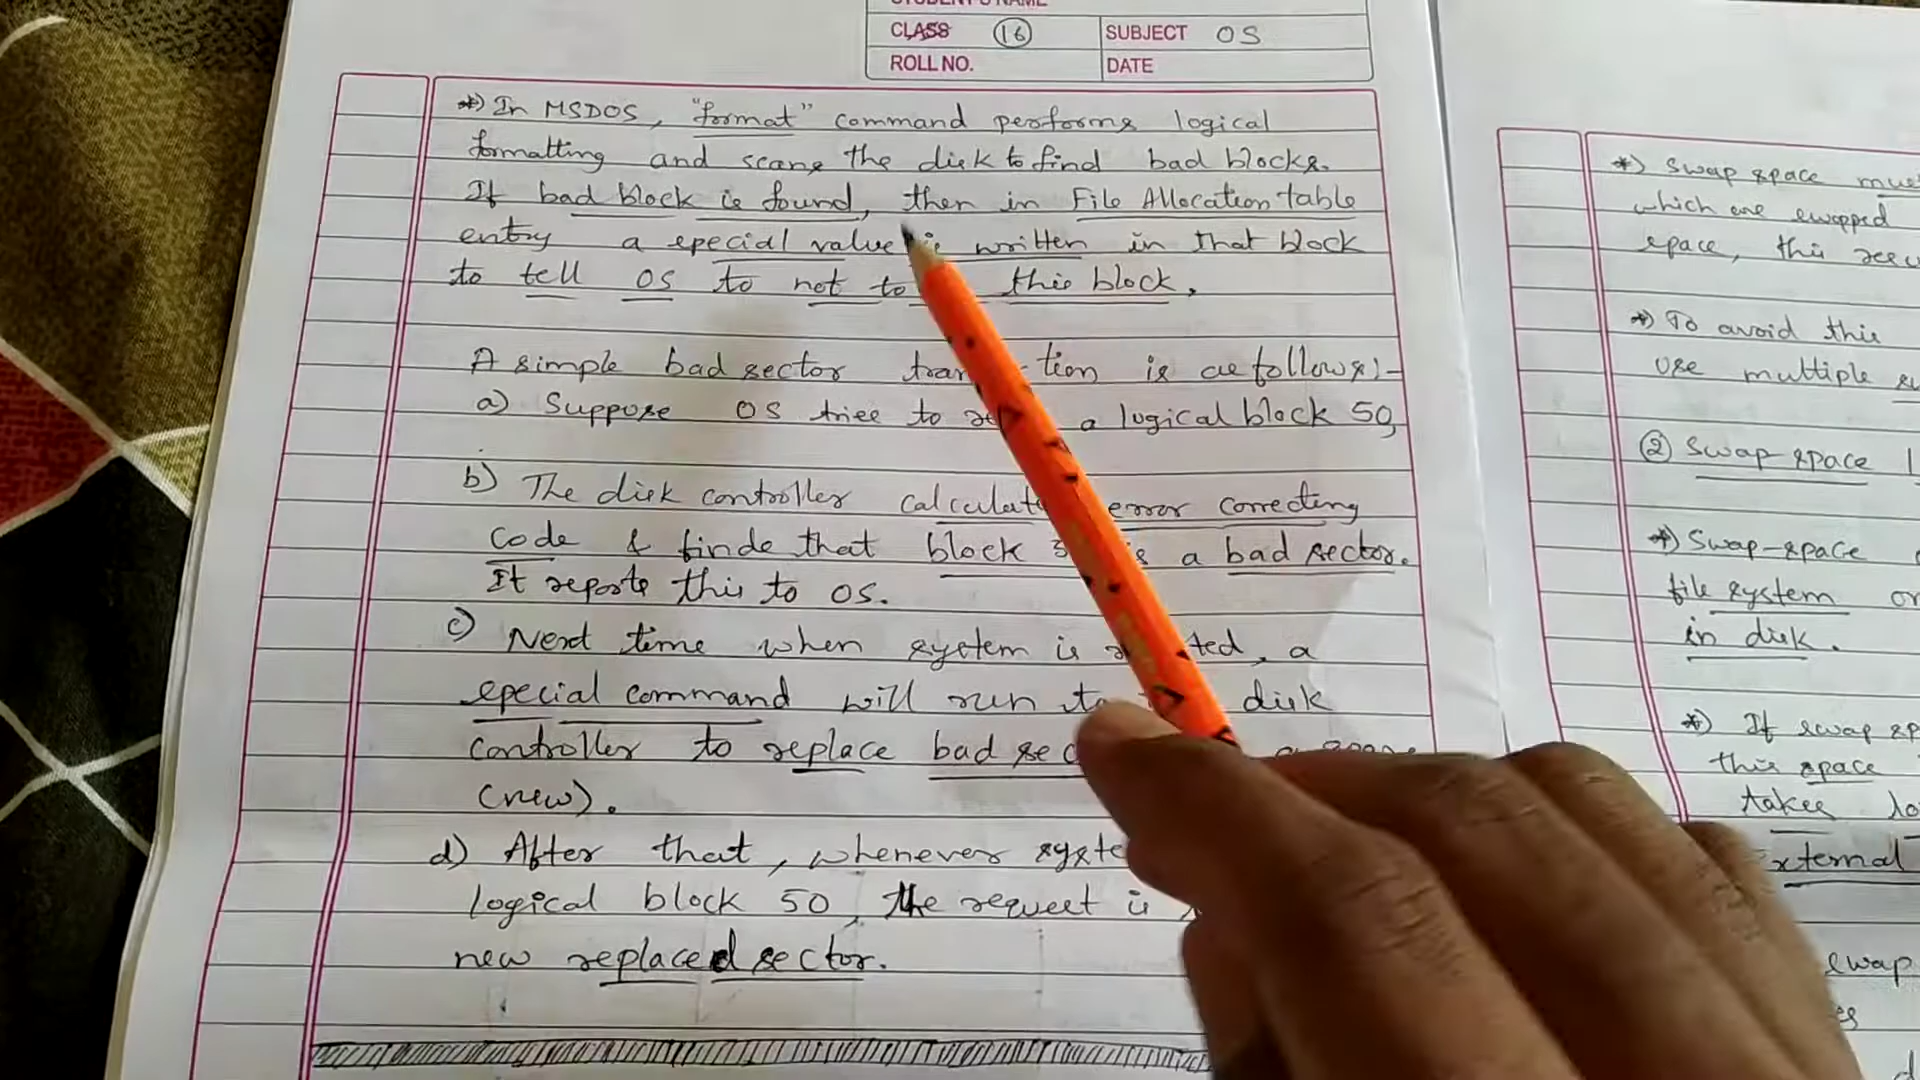 STUDENT'S NAME
CLASS 16 SUBJECT OS
ROLL NO. DATE
*) In MSDOS, "format" command performs logical
formatting and scans the disk to find bad blocks.
If bad block is found, then in File Allocation table
entry a special value is written in that block
to tell OS to not to this block.
A simple bad sector is as follows:-
a) Suppose OS tries to a logical block 50,
b) The disk controller error correcting
code & finds that block is a bad sector.
It reports this to OS.
c) Next time when system is , a
special command will run to disk
controller to replace bad
(new).
d) After that, whenever
logical block 50, the request is
new replaced sector.
*) Swap space
which are swapped
space, this
*) To avoid this
use multiple
② Swap-space
*) Swap-space
file system or
in disk.
*) If swap
this space
takes
External
swap